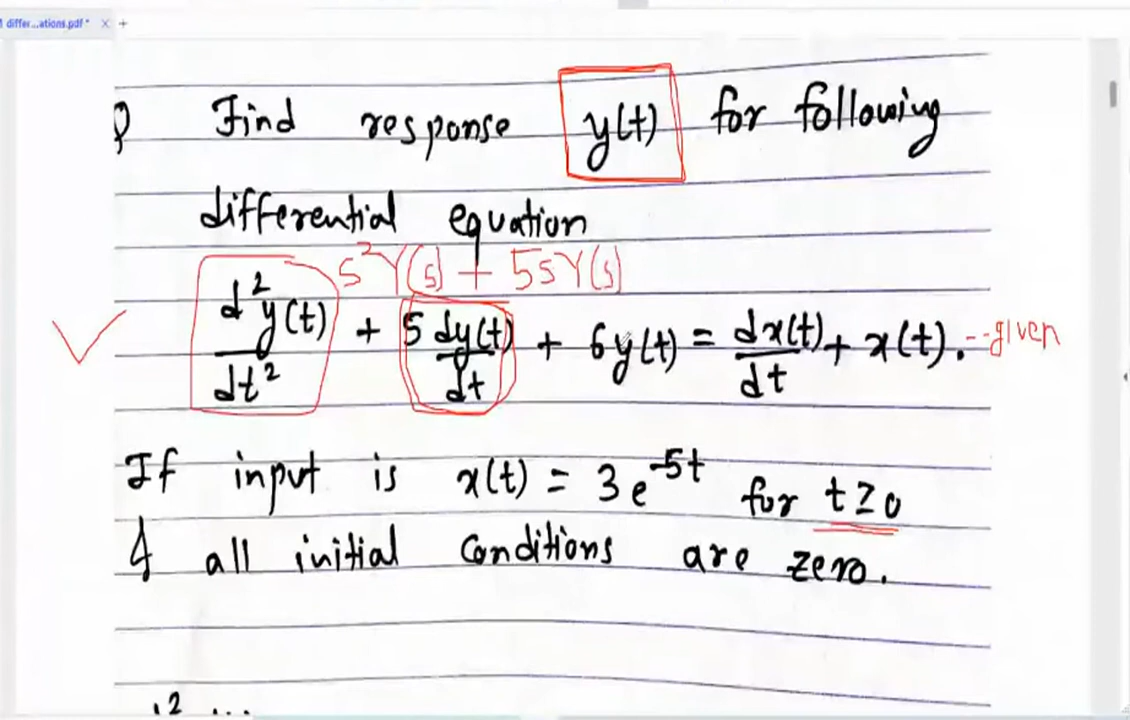 differ...ations.pdf * × +
Q Find response y(t) for following
differential equation
s²Y(s) + 5sY(s)
d²y(t)/dt² + 5 dy(t)/dt + 6y(t) = dx(t)/dt + x(t). --given
If input is x(t) = 3e^-5t for t≥0
& all initial conditions are zero.